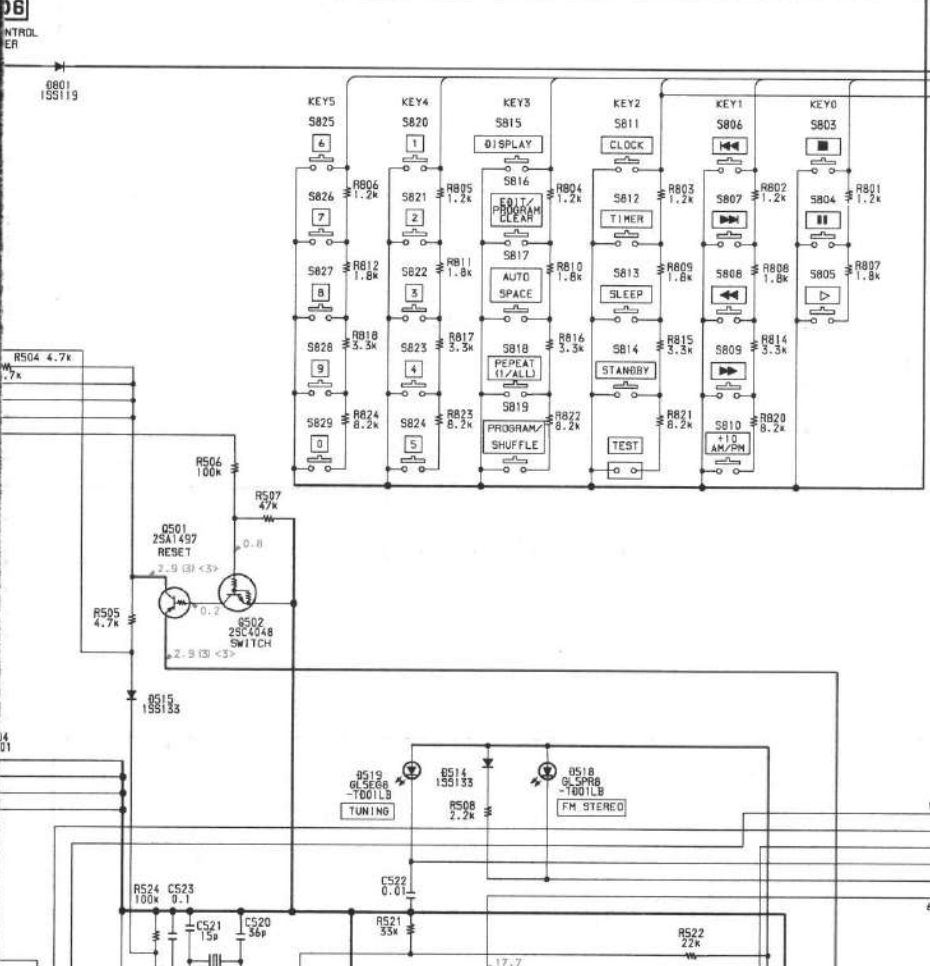 06
NTROL
ER
D801
1SS119
KEY5
KEY4
KEY3
KEY2
KEY1
KEY0
S825
S820
S815
S811
S806
S803
6
1
DISPLAY
CLOCK
S816
R806
1.2k
R805
1.2k
R804
1.2k
R803
1.2k
R802
1.2k
R801
1.2k
S826
S821
EDIT/
PROGRAM
CLEAR
S812
S807
S804
7
2
TIMER
S817
R812
1.8k
R811
1.8k
R810
1.8k
R809
1.8k
R808
1.8k
R807
1.8k
S827
S822
AUTO
SPACE
S813
S808
S805
8
3
SLEEP
R818
3.3k
R817
3.3k
R816
3.3k
R815
3.3k
R814
3.3k
S828
S823
S818
S814
S809
9
4
REPEAT
(1/ALL)
STANDBY
S819
R824
8.2k
R823
8.2k
R822
8.2k
R821
8.2k
R820
8.2k
S829
S824
PROGRAM/
SHUFFLE
S810
0
5
TEST
+10
AM/PM
R504 4.7k
.7k
R506
100k
R507
47k
Q501
2SA1497
RESET
0.8
2.9 (3) <3>
0.2
R505
4.7k
Q502
2SC4048
SWITCH
2.9 (3) <3>
D515
1SS133
4
01
D519
GL5EG8
-T001LB
TUNING
D514
1SS133
D518
GL5PR8
-T001LB
FM STEREO
R508
2.2k
R524
100k
C523
0.1
C522
0.01
C521
15p
C520
36p
R521
33k
R522
22k
17.7